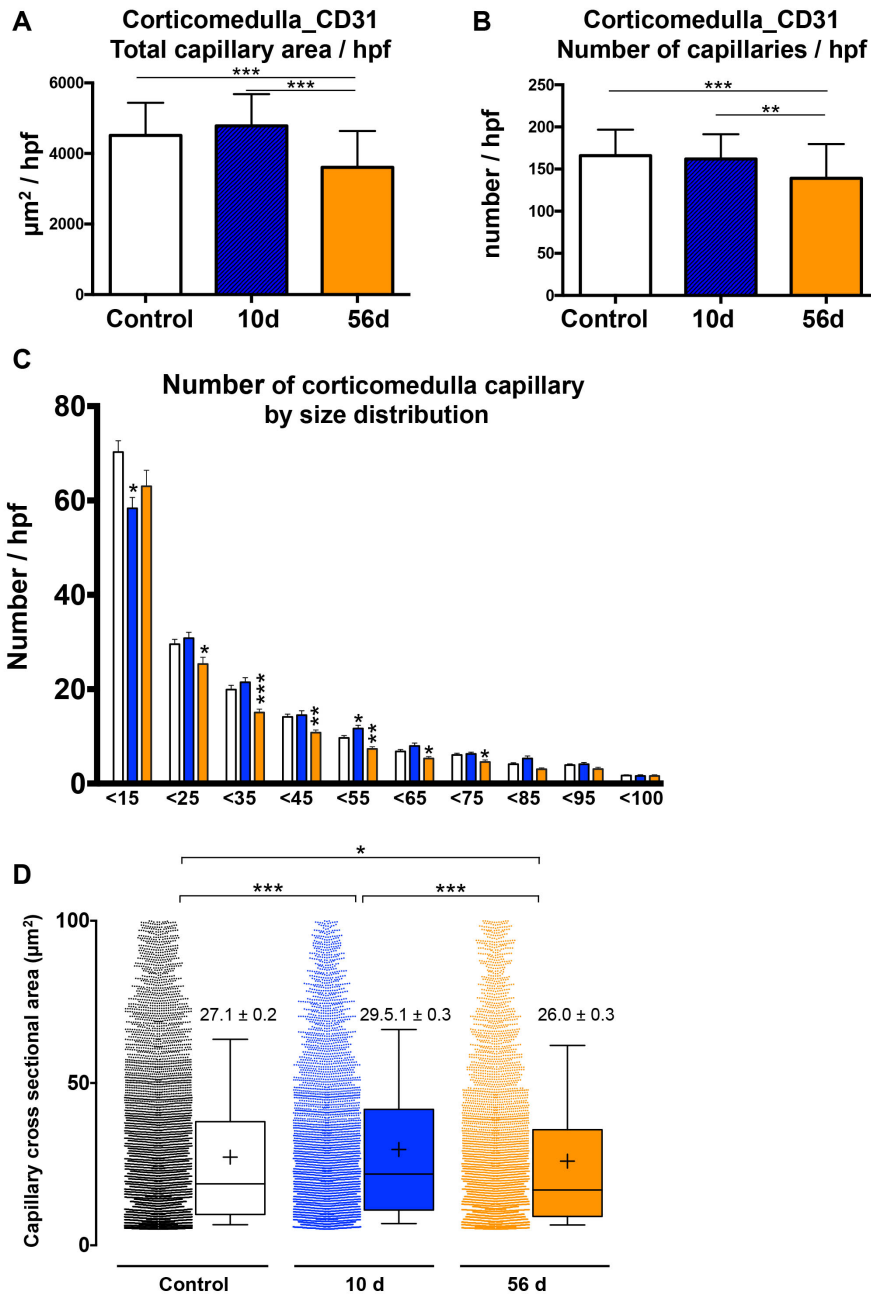 A
Corticomedulla_CD31
Total capillary area / hpf
***
***
6000
4000
2000
0
µm² / hpf
Control
10d
56d
B
Corticomedulla_CD31
Number of capillaries / hpf
***
**
250
200
150
100
50
0
number / hpf
Control
10d
56d
C
Number of corticomedulla capillary
by size distribution
80
60
40
20
0
Number / hpf
*
*
***
**
*
**
*
*
<15
<25
<35
<45
<55
<65
<75
<85
<95
<100
D
*
***
***
100
50
0
Capillary cross sectional area (µm²)
27.1 ± 0.2
29.5.1 ± 0.3
26.0 ± 0.3
Control
10 d
56 d